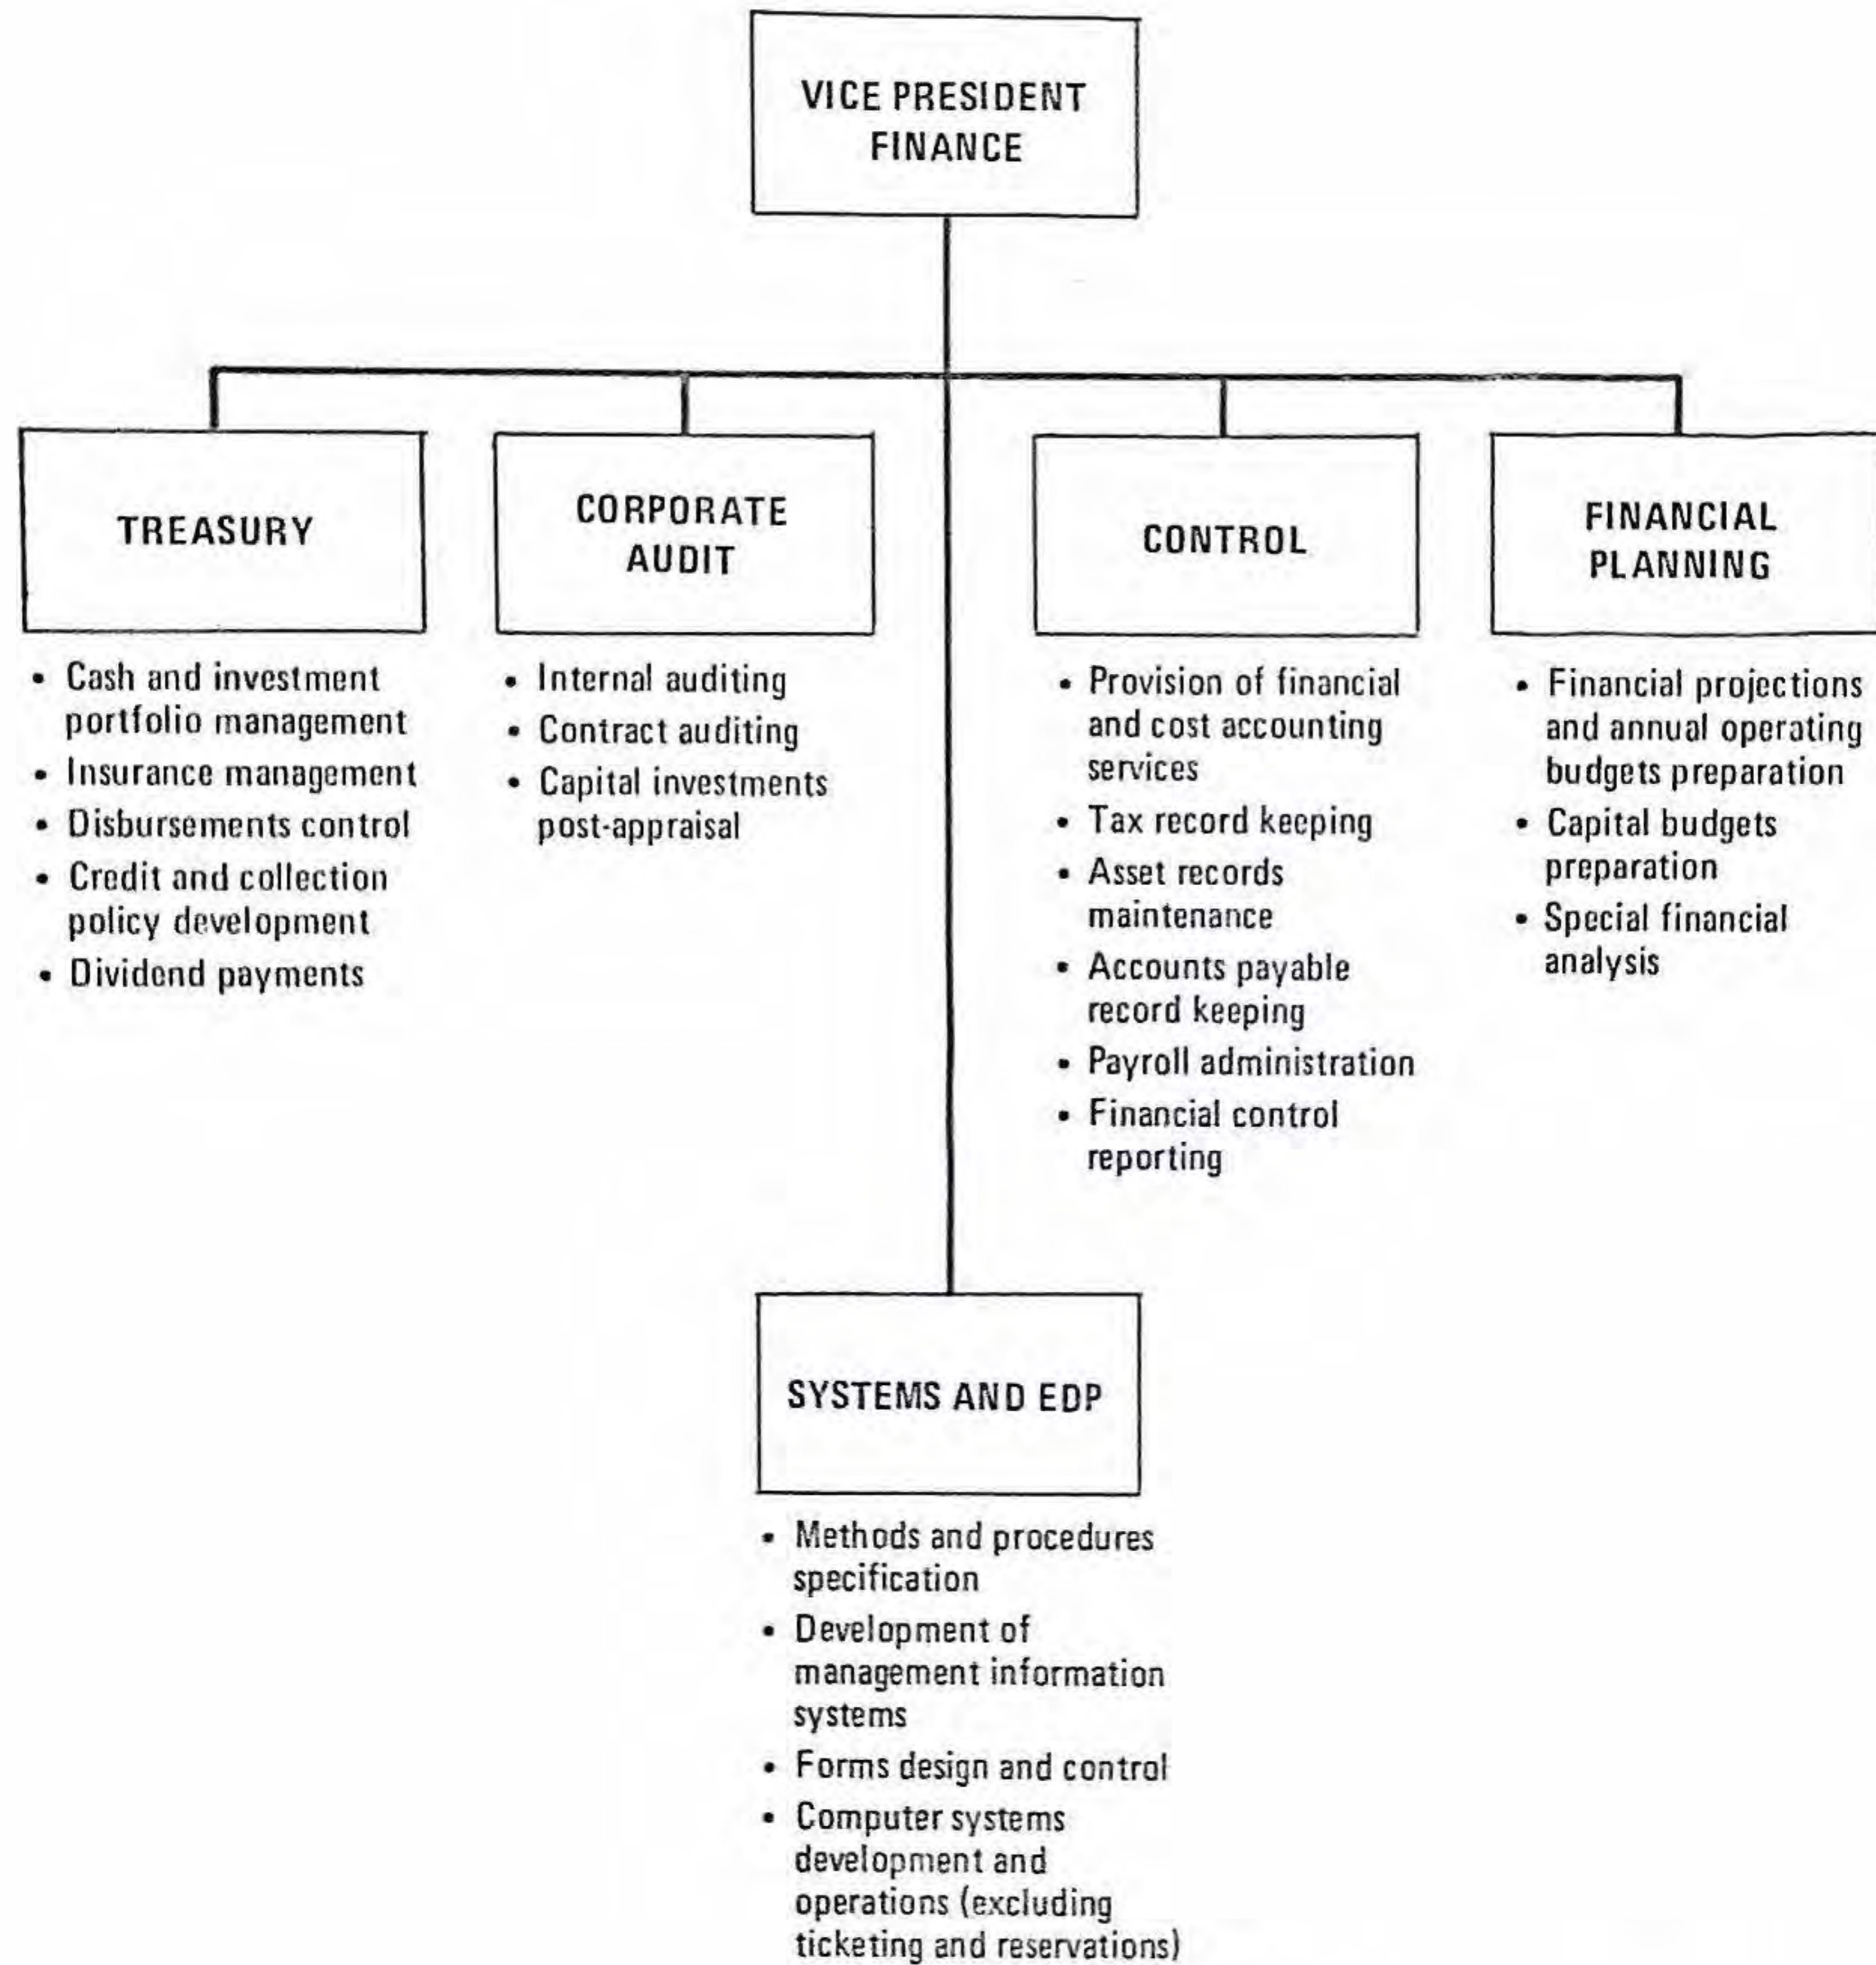 VICE PRESIDENT
FINANCE
TREASURY
• Cash and investment
portfolio management
• Insurance management
• Disbursements control
• Credit and collection
policy development
• Dividend payments
CORPORATE
AUDIT
• Internal auditing
• Contract auditing
• Capital investments
post-appraisal
CONTROL
• Provision of financial
and cost accounting
services
• Tax record keeping
• Asset records
maintenance
• Accounts payable
record keeping
• Payroll administration
• Financial control
reporting
FINANCIAL
PLANNING
• Financial projections
and annual operating
budgets preparation
• Capital budgets
preparation
• Special financial
analysis
SYSTEMS AND EDP
• Methods and procedures
specification
• Development of
management information
systems
• Forms design and control
• Computer systems
development and
operations (excluding
ticketing and reservations)